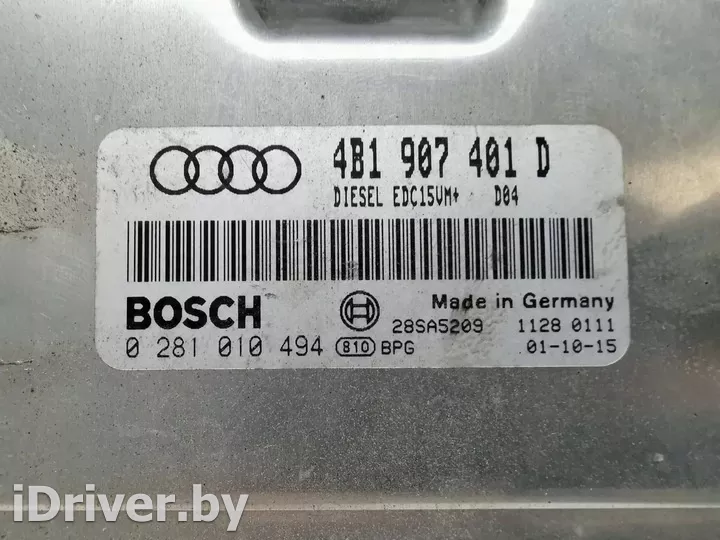 4B1 907 401 D
DIESEL EDC15VM+ D04
BOSCH
Made in Germany
28SA5209 1128 0111
0 281 010 494 810 BPG 01-10-15
iDriver.by